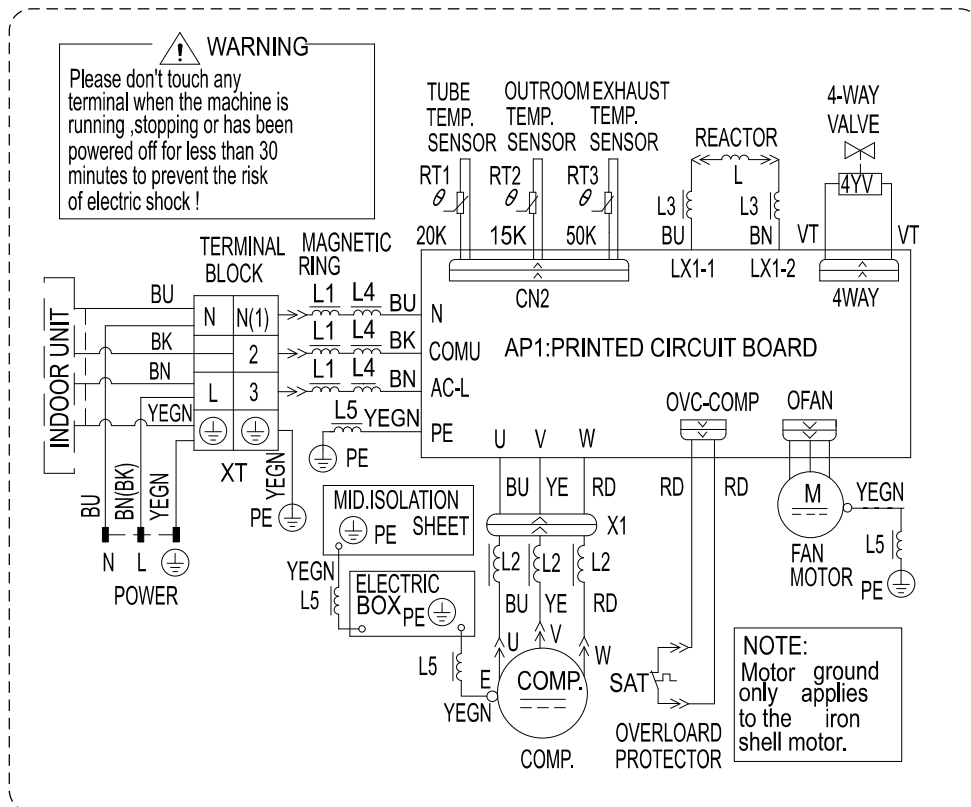 WARNING
Please don't touch any
terminal when the machine is
running ,stopping or has been
powered off for less than 30
minutes to prevent the risk
of electric shock !
TUBE
TEMP.
SENSOR
OUTROOM
TEMP.
SENSOR
EXHAUST
TEMP.
SENSOR
4-WAY
VALVE
REACTOR
L
RT1
θ
RT2
θ
RT3
θ
L3
L3
4YV
20K
15K
50K
BU
BN
VT
VT
LX1-1
LX1-2
CN2
4WAY
TERMINAL
BLOCK
MAGNETIC
RING
INDOOR UNIT
BU
N
N(1)
L1
L4
BU
N
BK
2
L1
L4
BK
COMU
AP1:PRINTED CIRCUIT BOARD
BN
L
3
L1
L4
BN
AC-L
YEGN
L5
YEGN
PE
PE
XT
YEGN
PE
U
V
W
OVC-COMP
OFAN
BU
BN(BK)
YEGN
N
L
POWER
MID.ISOLATION
SHEET
PE
YEGN
L5
ELECTRIC
BOX
PE
L5
E
YEGN
BU
YE
RD
X1
L2
L2
L2
BU
YE
RD
U
V
W
COMP.
COMP.
RD
RD
SAT
OVERLOARD
PROTECTOR
M
FAN
MOTOR
YEGN
L5
PE
NOTE:
Motor ground
only applies
to the iron
shell motor.